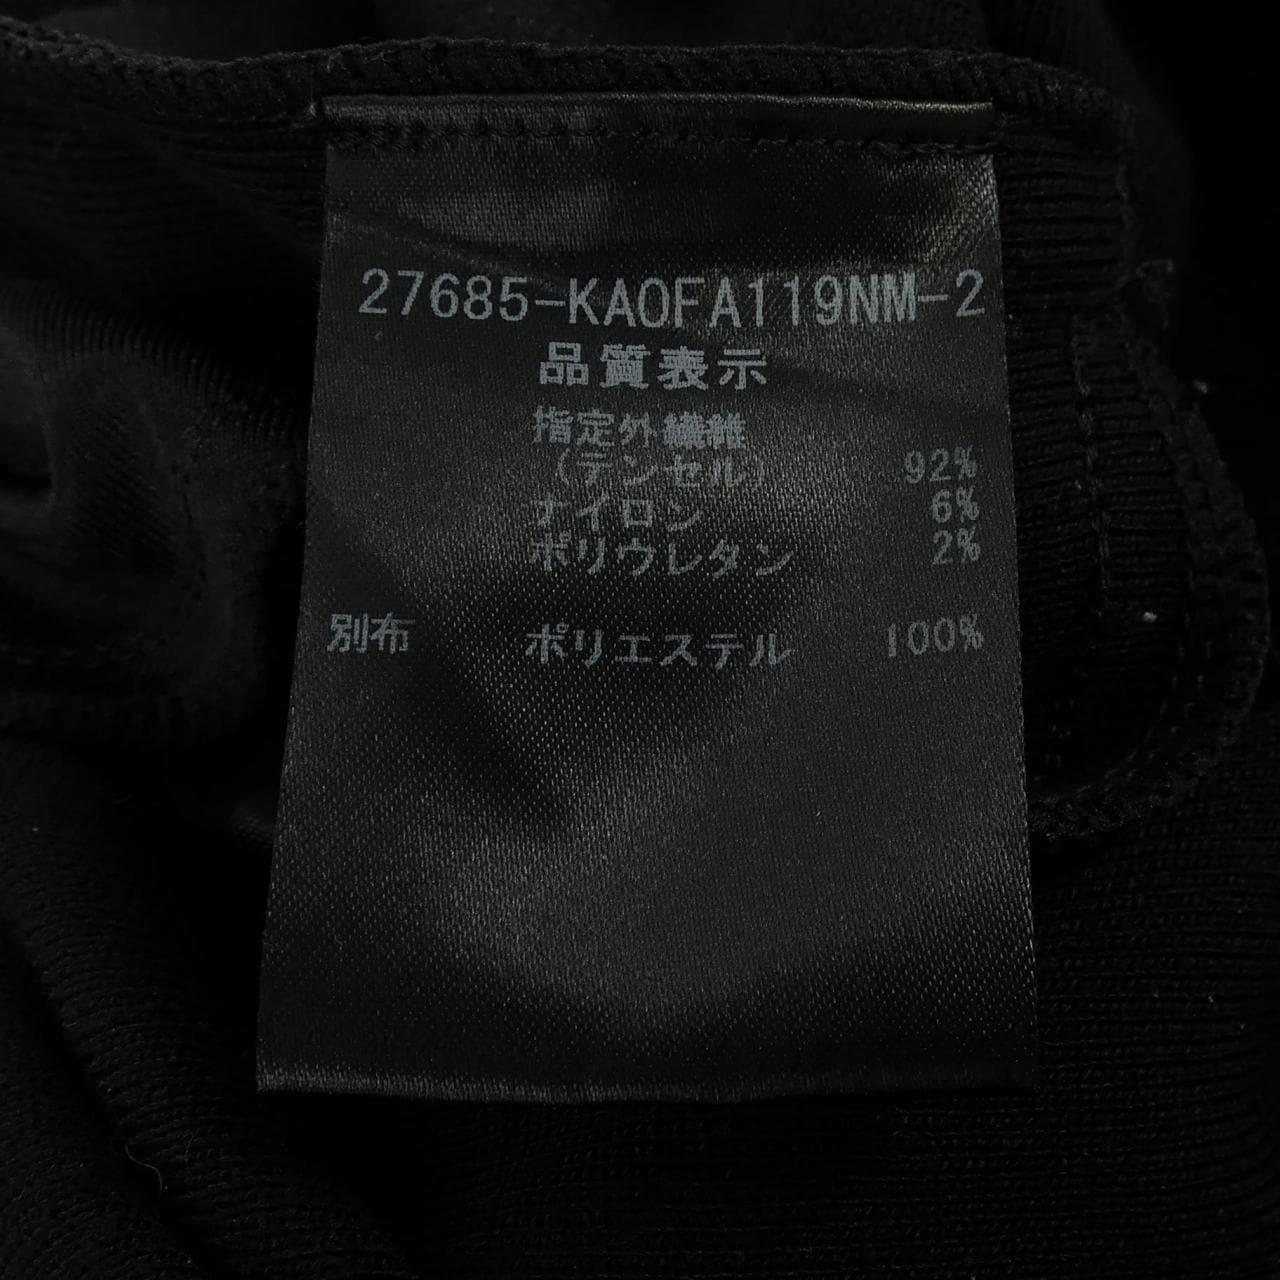 27685-KAOFA119NM-2
品質表示
指定外繊維
(テンセル) 92%
ナイロン 6%
ポリウレタン 2%
別布 ポリエステル 100%